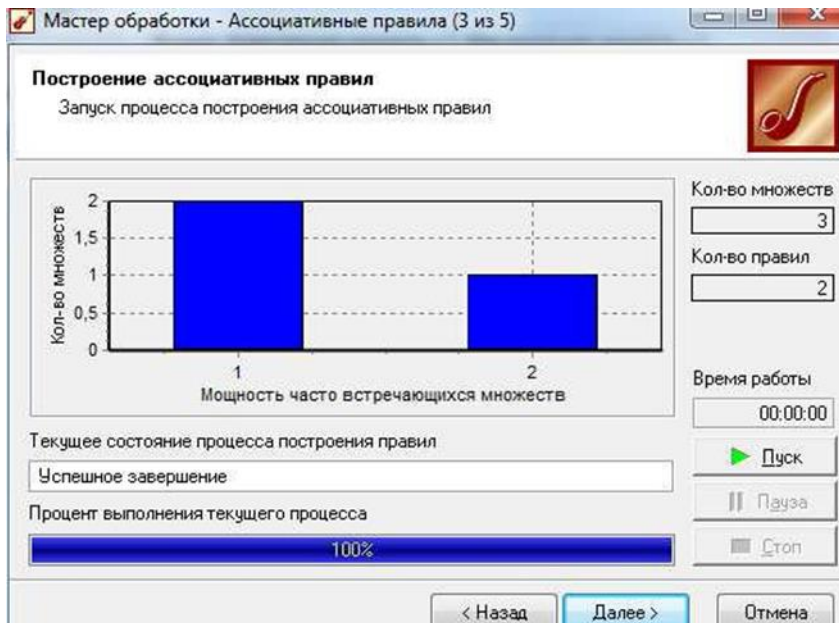 Мастер обработки - Ассоциативные правила (3 из 5)
Построение ассоциативных правил
Запуск процесса построения ассоциативных правил
Кол-во множеств
2
1,5
1
0,5
0
1
2
Мощность часто встречающихся множеств
Кол-во множеств
3
Кол-во правил
2
Время работы
00:00:00
Текущее состояние процесса построения правил
Успешное завершение
Процент выполнения текущего процесса
100%
Пуск
Пауза
Стоп
< Назад
Далее >
Отмена